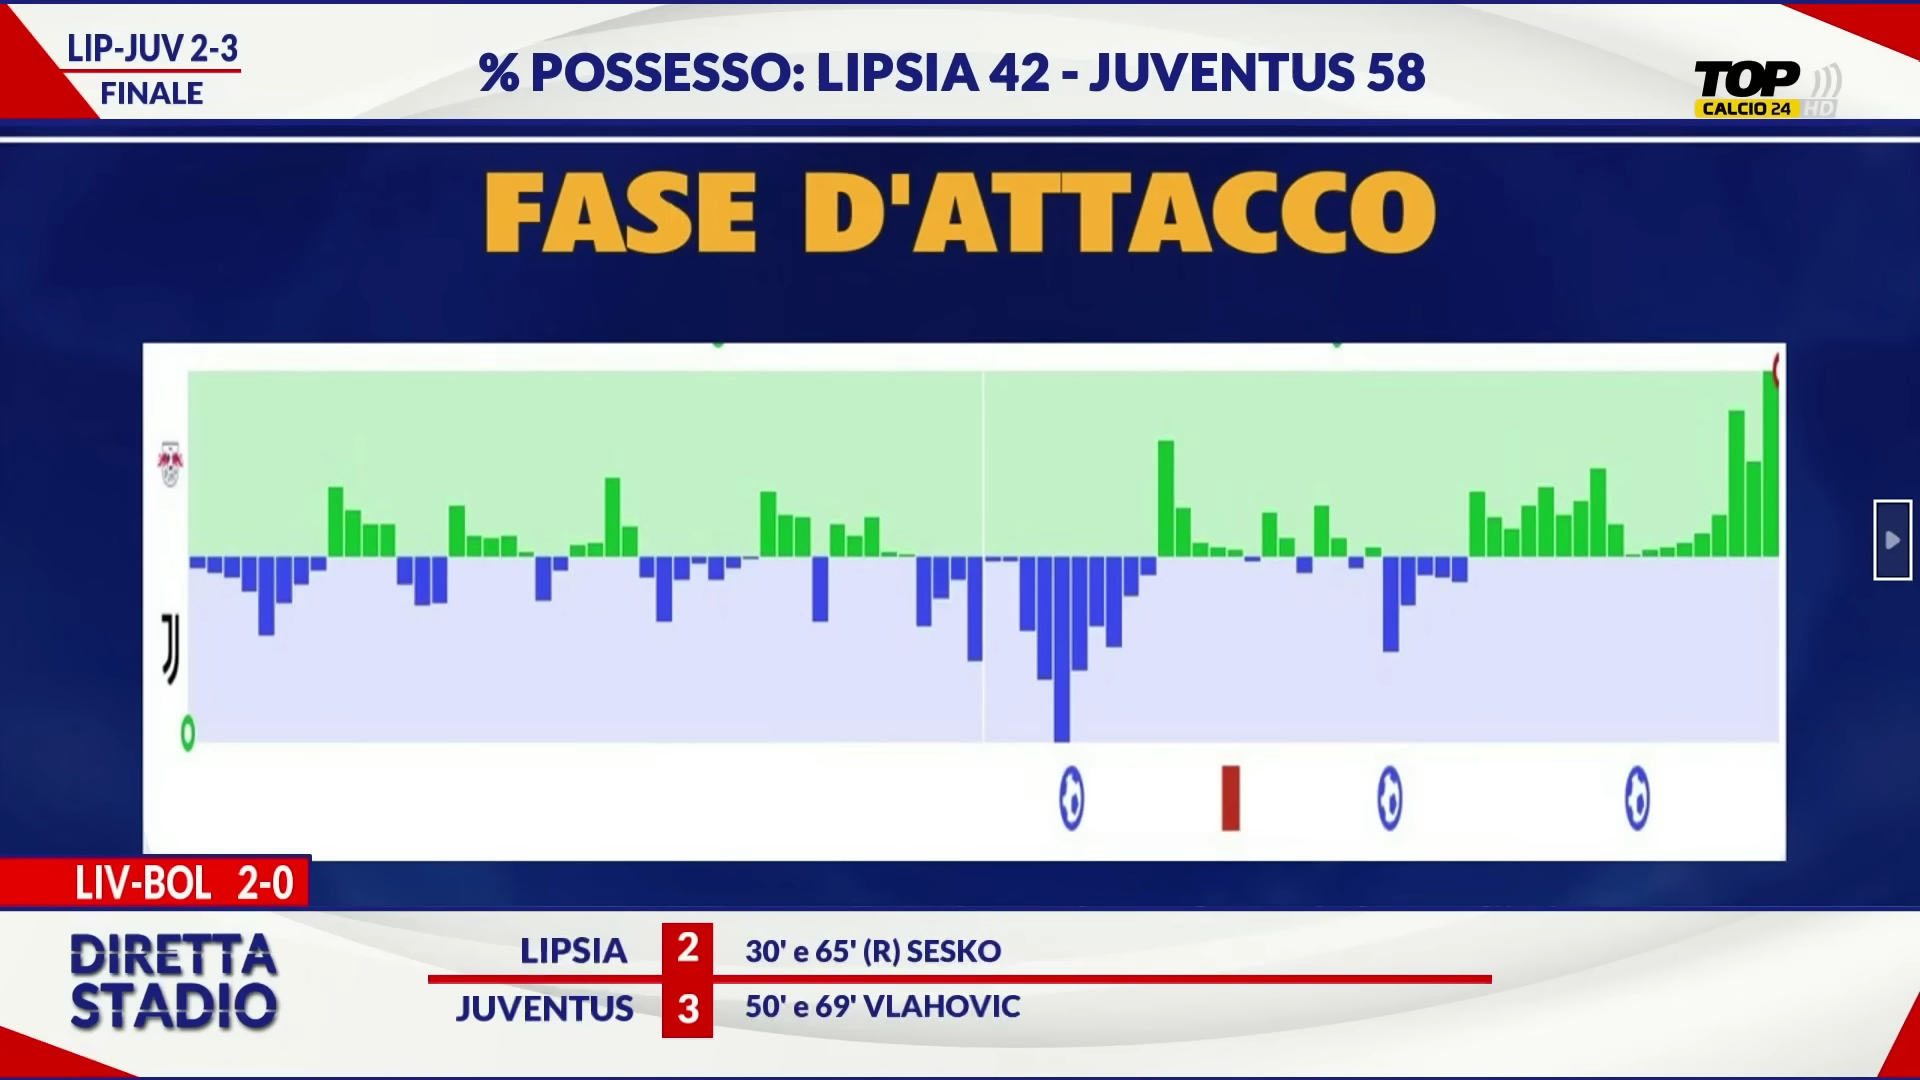 LIP-JUV 2-3
FINALE
% POSSESSO: LIPSIA 42 - JUVENTUS 58
TOP
CALCIO 24 HD
FASE D'ATTACCO
LIV-BOL 2-0
DIRETTA
STADIO
LIPSIA 2 30' e 65' (R) SESKO
JUVENTUS 3 50' e 69' VLAHOVIC